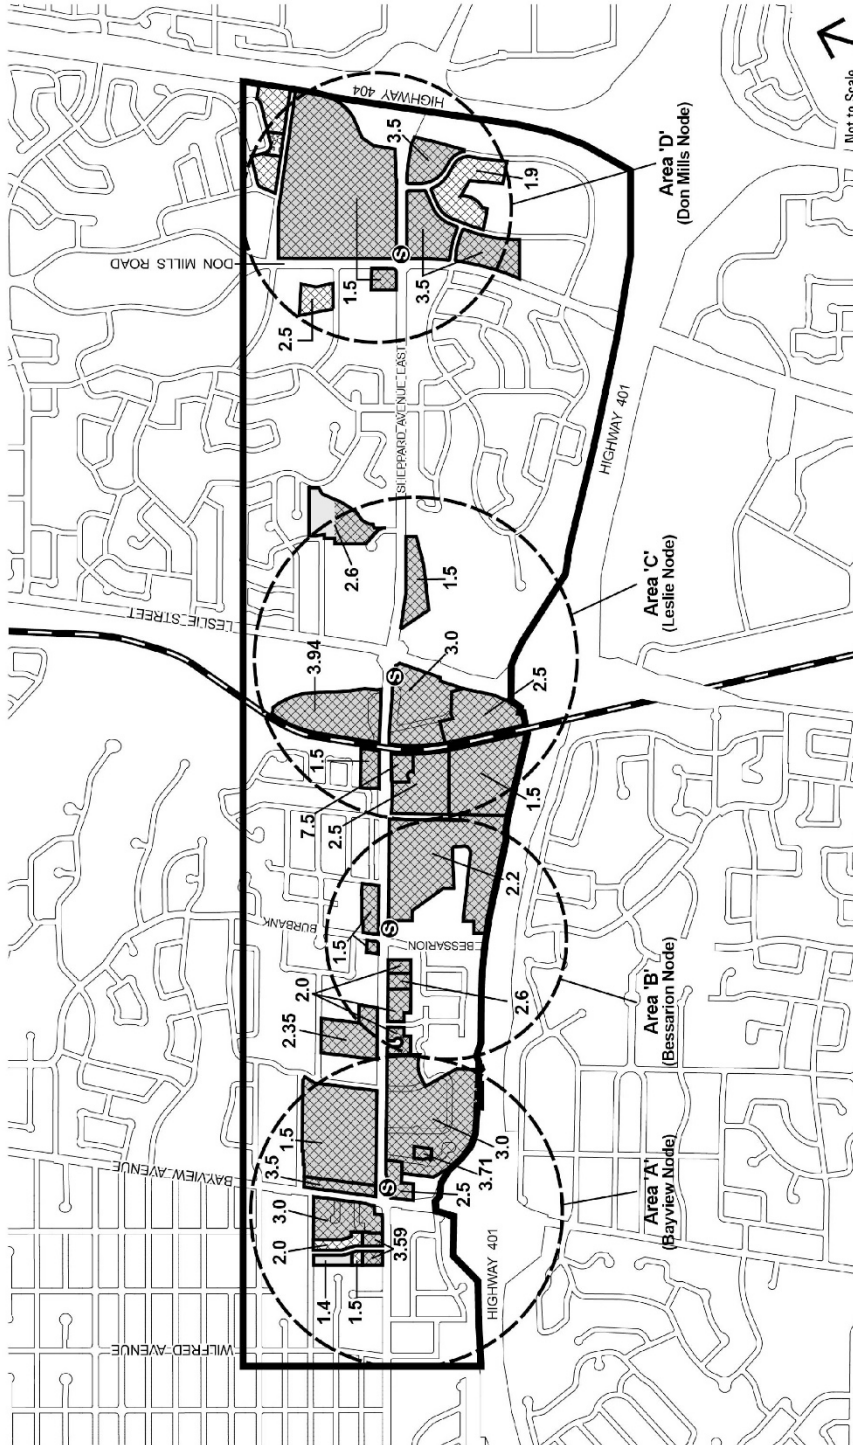 HIGHWAY 404
3.5
1.9
Area 'D'
(Don Mills Node)
Not to Scale
DON MILLS ROAD
S
1.5
3.5
2.5
SHEPPARD AVENUE EAST
HIGHWAY 401
2.6
1.5
LESLIE STREET
Area 'C'
(Leslie Node)
3.94
3.0
S
2.5
1.5
7.5
2.5
1.5
2.2
BURBANK
S
BESSARION
1.5
2.0
2.6
2.35
Area 'B'
(Bessarion Node)
1.5
3.0
3.71
BAYVIEW AVENUE
3.5
S
2.5
3.0
2.0
3.59
1.4
1.5
Area 'A'
(Bayview Node)
HIGHWAY 401
WILFRED AVENUE